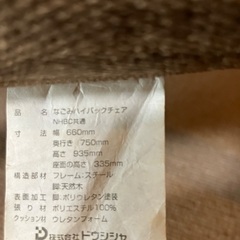 品名 なごみハイバックチェア
NHBC共通
寸法 幅 660mm
奥行き 750mm
高さ 935mm
座面の高さ 335mm
構造部材 フレーム:スチール
脚:天然木
表面加工 脚:ポリウレタン塗装
張り材 ポリエステル100%
クッション材 ウレタンフォーム
株式会社ドウシシャ